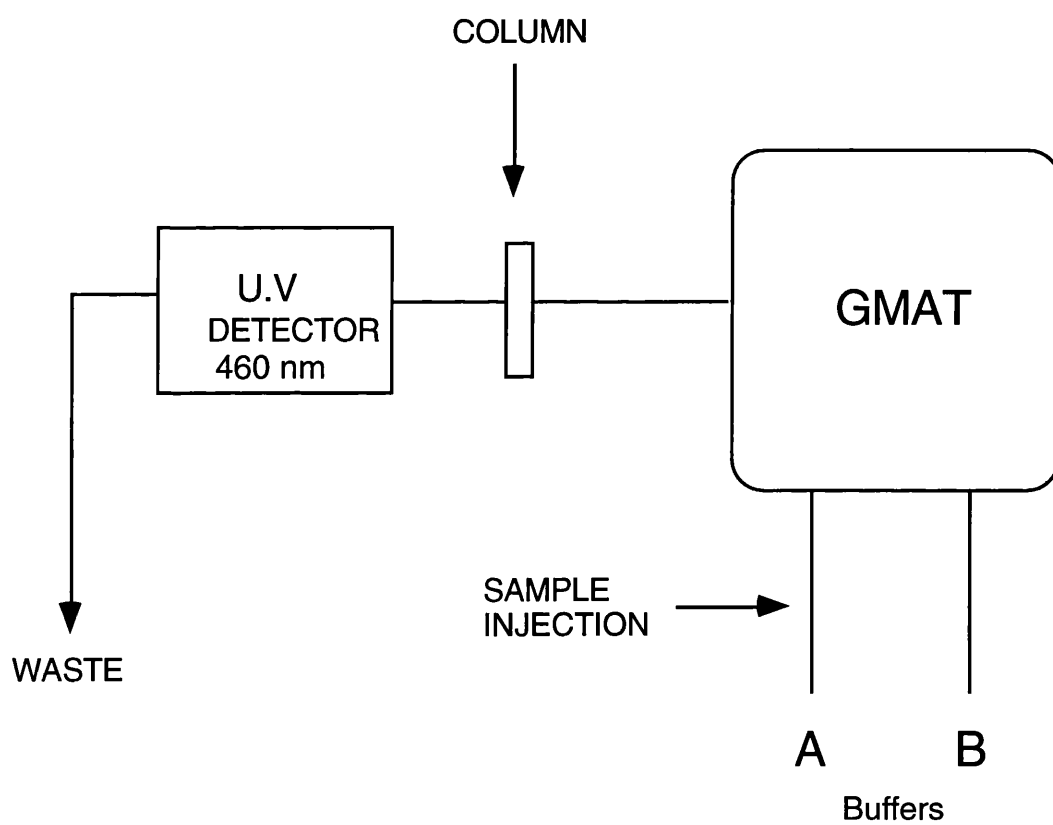 COLUMN
U.V
DETECTOR
460 nm
GMAT
SAMPLE
INJECTION
WASTE
A B
Buffers